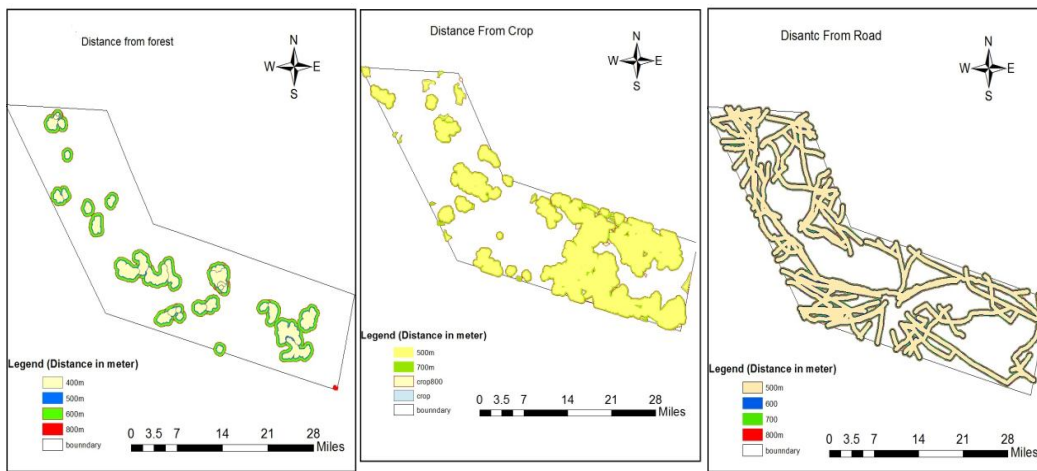 Distance from forest
N
W E
S
Legend (Distance in meter)
400m
500m
600m
800m
bounndary
0 3.5 7 14 21 28
Miles
Distance From Crop
N
W E
S
Legend (Distance in meter)
500m
700m
crop800
crop
bounndary
0 3.5 7 14 21 28
Miles
Disantc From Road
N
W E
S
Legend (Distance in meter)
500m
600
700
800m
bounndary
0 3.5 7 14 21 28
Miles